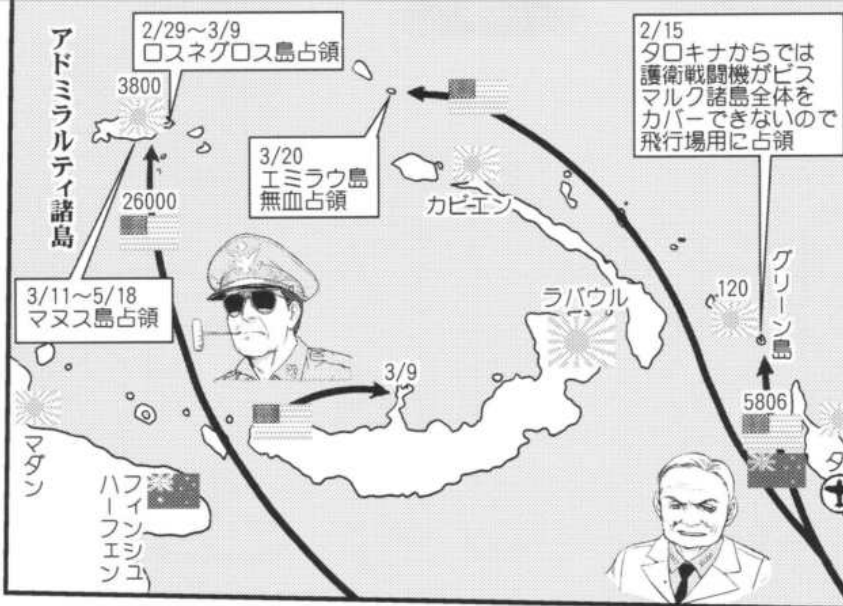 アドミラルティ諸島
2/29～3/9
ロスネグロス島占領
3800
26000
3/11～5/18
マヌス島占領
3/20
エミラウ島
無血占領
カビエン
2/15
タロキナからでは
護衛戦闘機がビス
マルク諸島全体を
カバーできないので
飛行場用に占領
グリーン島
120
5806
ラバウル
3/9
マダン
フィンシュ
ハーフェン
タ